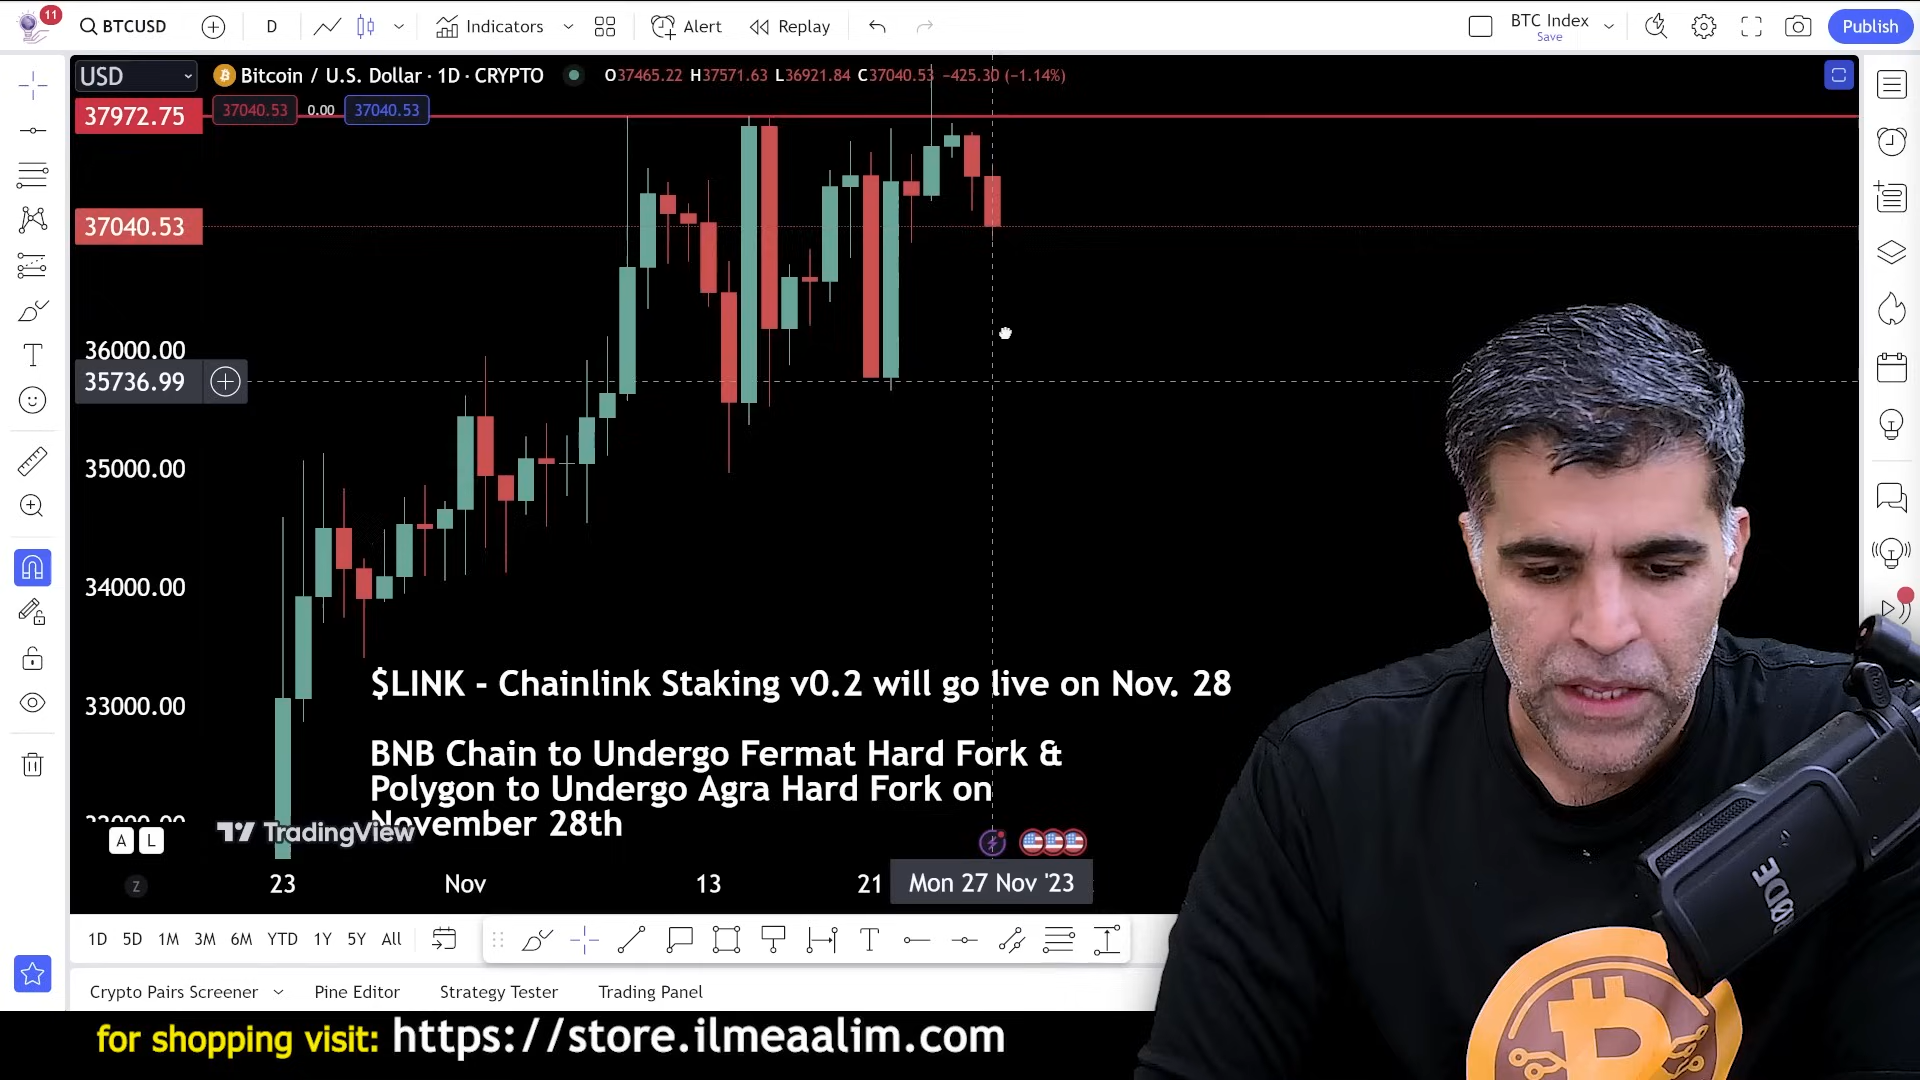 11
BTCUSD
D
Indicators
Alert
Replay
BTC Index
Save
Publish
USD
Bitcoin / U.S. Dollar · 1D · CRYPTO
O37465.22 H37571.63 L36921.84 C37040.53 −425.30 (−1.14%)
37972.75
37040.53
0.00
37040.53
37040.53
36000.00
35736.99
35000.00
34000.00
33000.00
$LINK - Chainlink Staking v0.2 will go live on Nov. 28
BNB Chain to Undergo Fermat Hard Fork &
Polygon to Undergo Agra Hard Fork on
November 28th
A L
TradingView
Z
23
Nov
13
21
Mon 27 Nov '23
1D 5D 1M 3M 6M YTD 1Y 5Y All
Crypto Pairs Screener
Pine Editor
Strategy Tester
Trading Panel
RØDE
for shopping visit: https://store.ilmeaalim.com